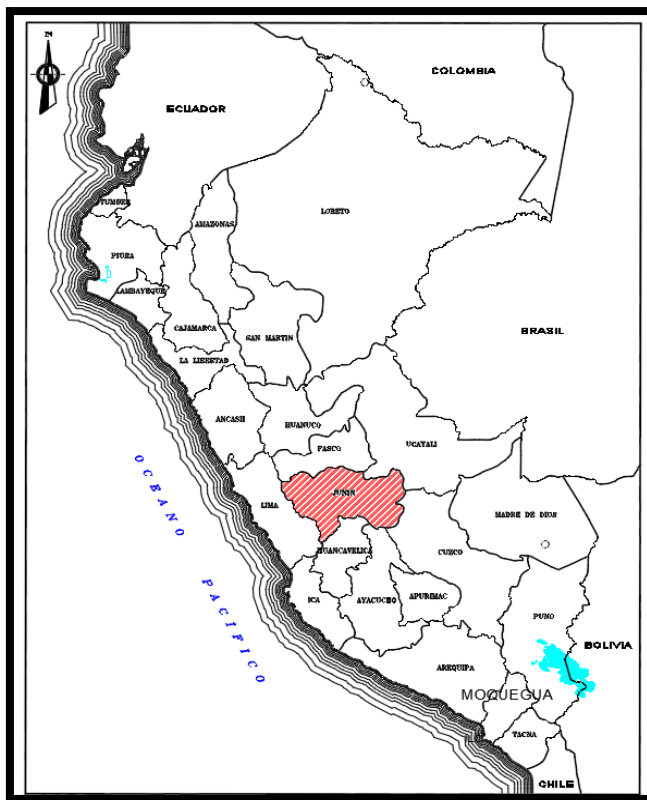 N
COLOMBIA
ECUADOR
TUMBES
AMAZONAS
LORETO
PIURA
LAMBAYEQUE
CAJAMARCA
SAN MARTIN
BRASIL
LA LIBERTAD
ANCASH
HUANUCO
UCAYALI
PASCO
OCEANO PACÍFICO
LIMA
JUNIN
MADRE DE DIOS
HUANCAVELICA
CUZCO
ICA
AYACUCHO
APURIMAC
PUNO
BOLIVIA
AREQUIPA
MOQUEGUA
TACNA
CHILE